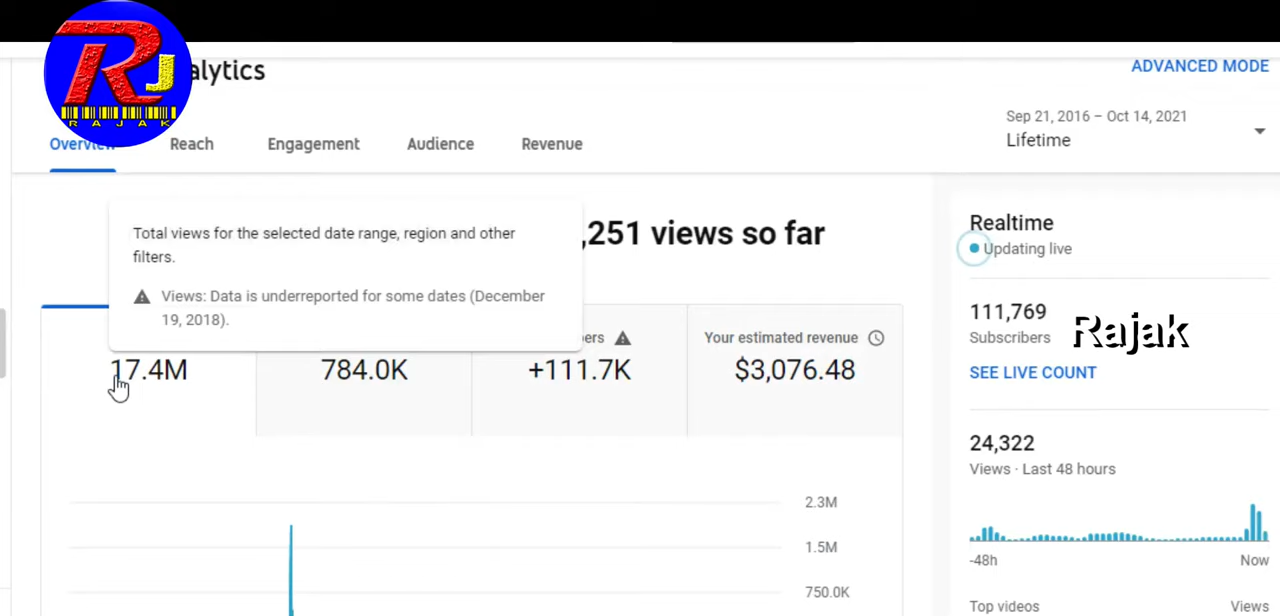 RJ
RAJAK
alytics
ADVANCED MODE
Sep 21, 2016 – Oct 14, 2021
Lifetime
Overview
Reach
Engagement
Audience
Revenue
Total views for the selected date range, region and other
filters.
,251 views so far
Views: Data is underreported for some dates (December
19, 2018).
ers
Your estimated revenue
17.4M
784.0K
+111.7K
$3,076.48
2.3M
1.5M
750.0K
Realtime
Updating live
111,769
Subscribers
Rajak
SEE LIVE COUNT
24,322
Views · Last 48 hours
-48h
Now
Top videos
Views